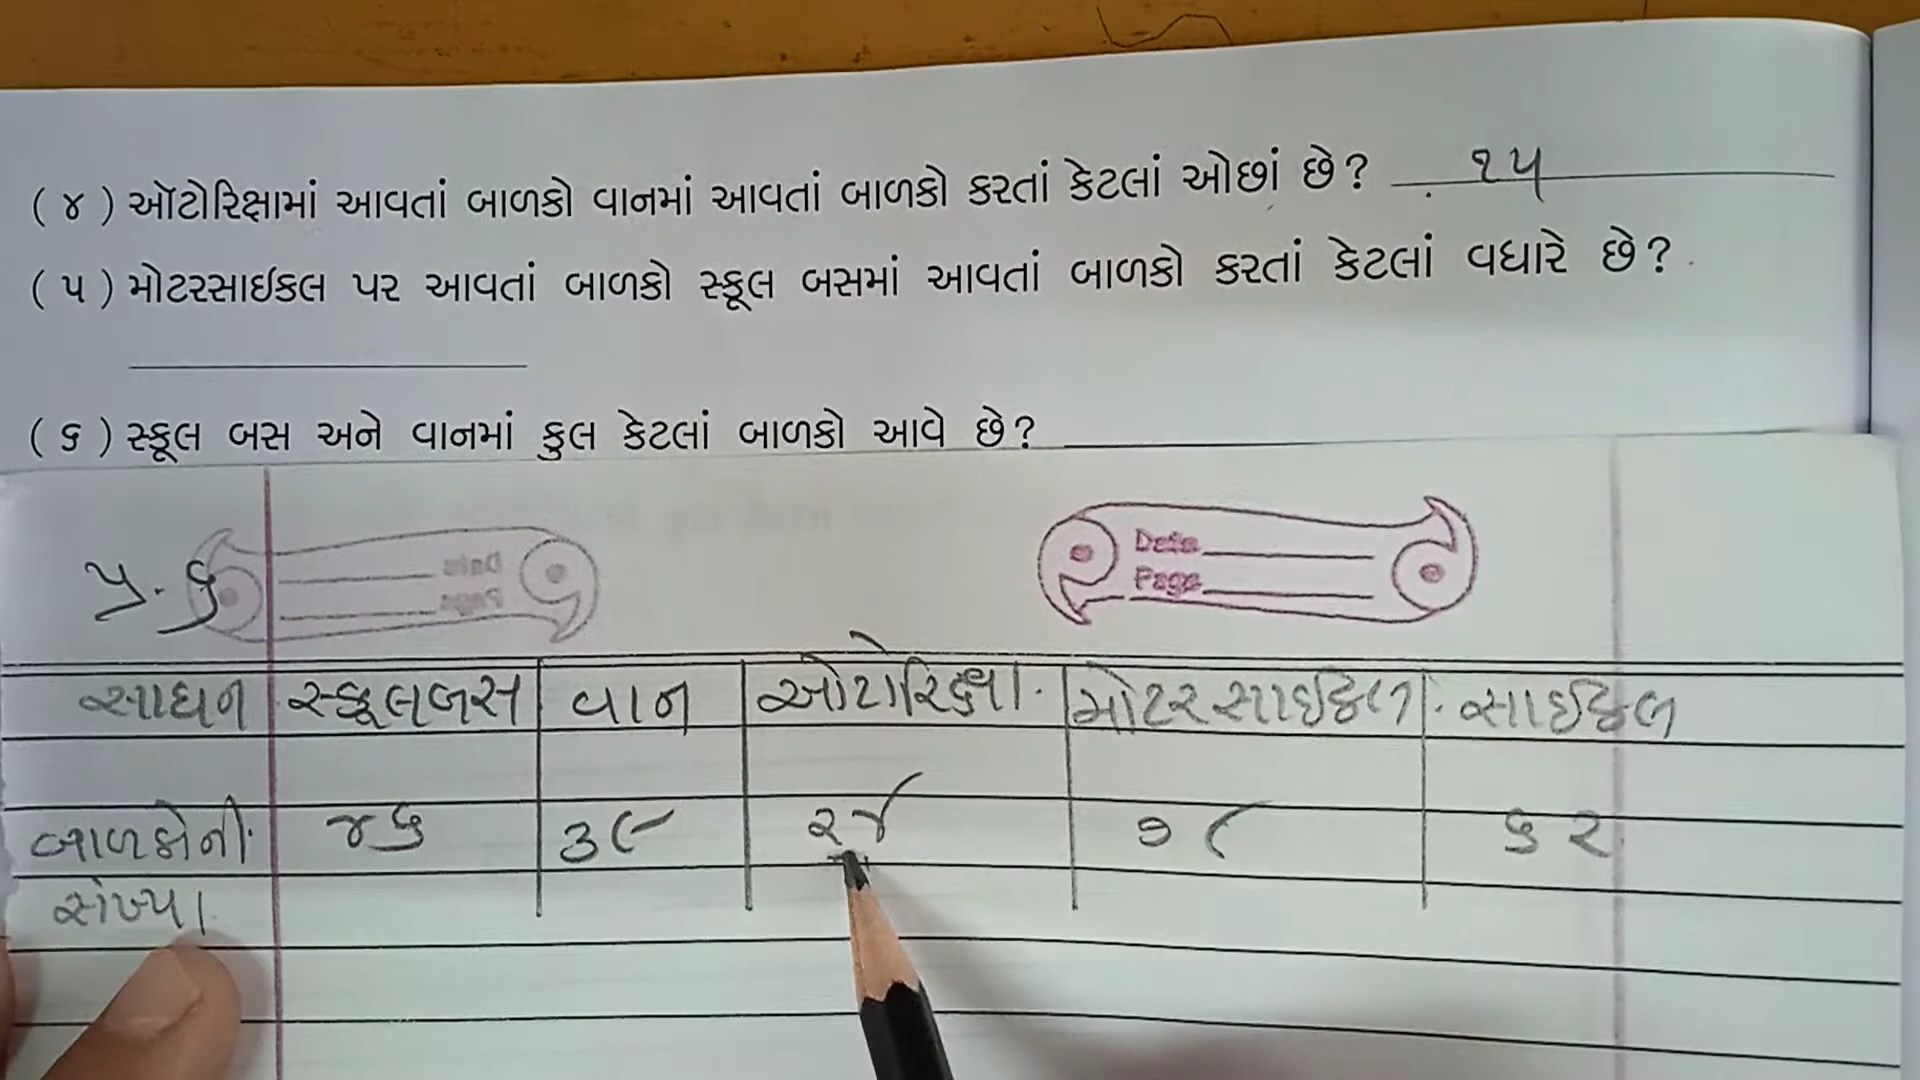 ( ૪ ) ઑટોરિક્ષામાં આવતાં બાળકો વાનમાં આવતાં બાળકો કરતાં કેટલાં ઓછાં છે? ૧૫
( ૫ ) મોટરસાઇકલ પર આવતાં બાળકો સ્કૂલ બસમાં આવતાં બાળકો કરતાં કેટલાં વધારે છે?
( ૬ ) સ્કૂલ બસ અને વાનમાં કુલ કેટલાં બાળકો આવે છે?
Date
Page
પ્ર. ૬
સાધન સ્કૂલબસ વાન ઓટોરિક્ષા મોટરસાઇકલ સાઇકલ
બાળકોની ૪૬ ૩૯ ૨૪ ૭૮ ૬૨
સંખ્યા